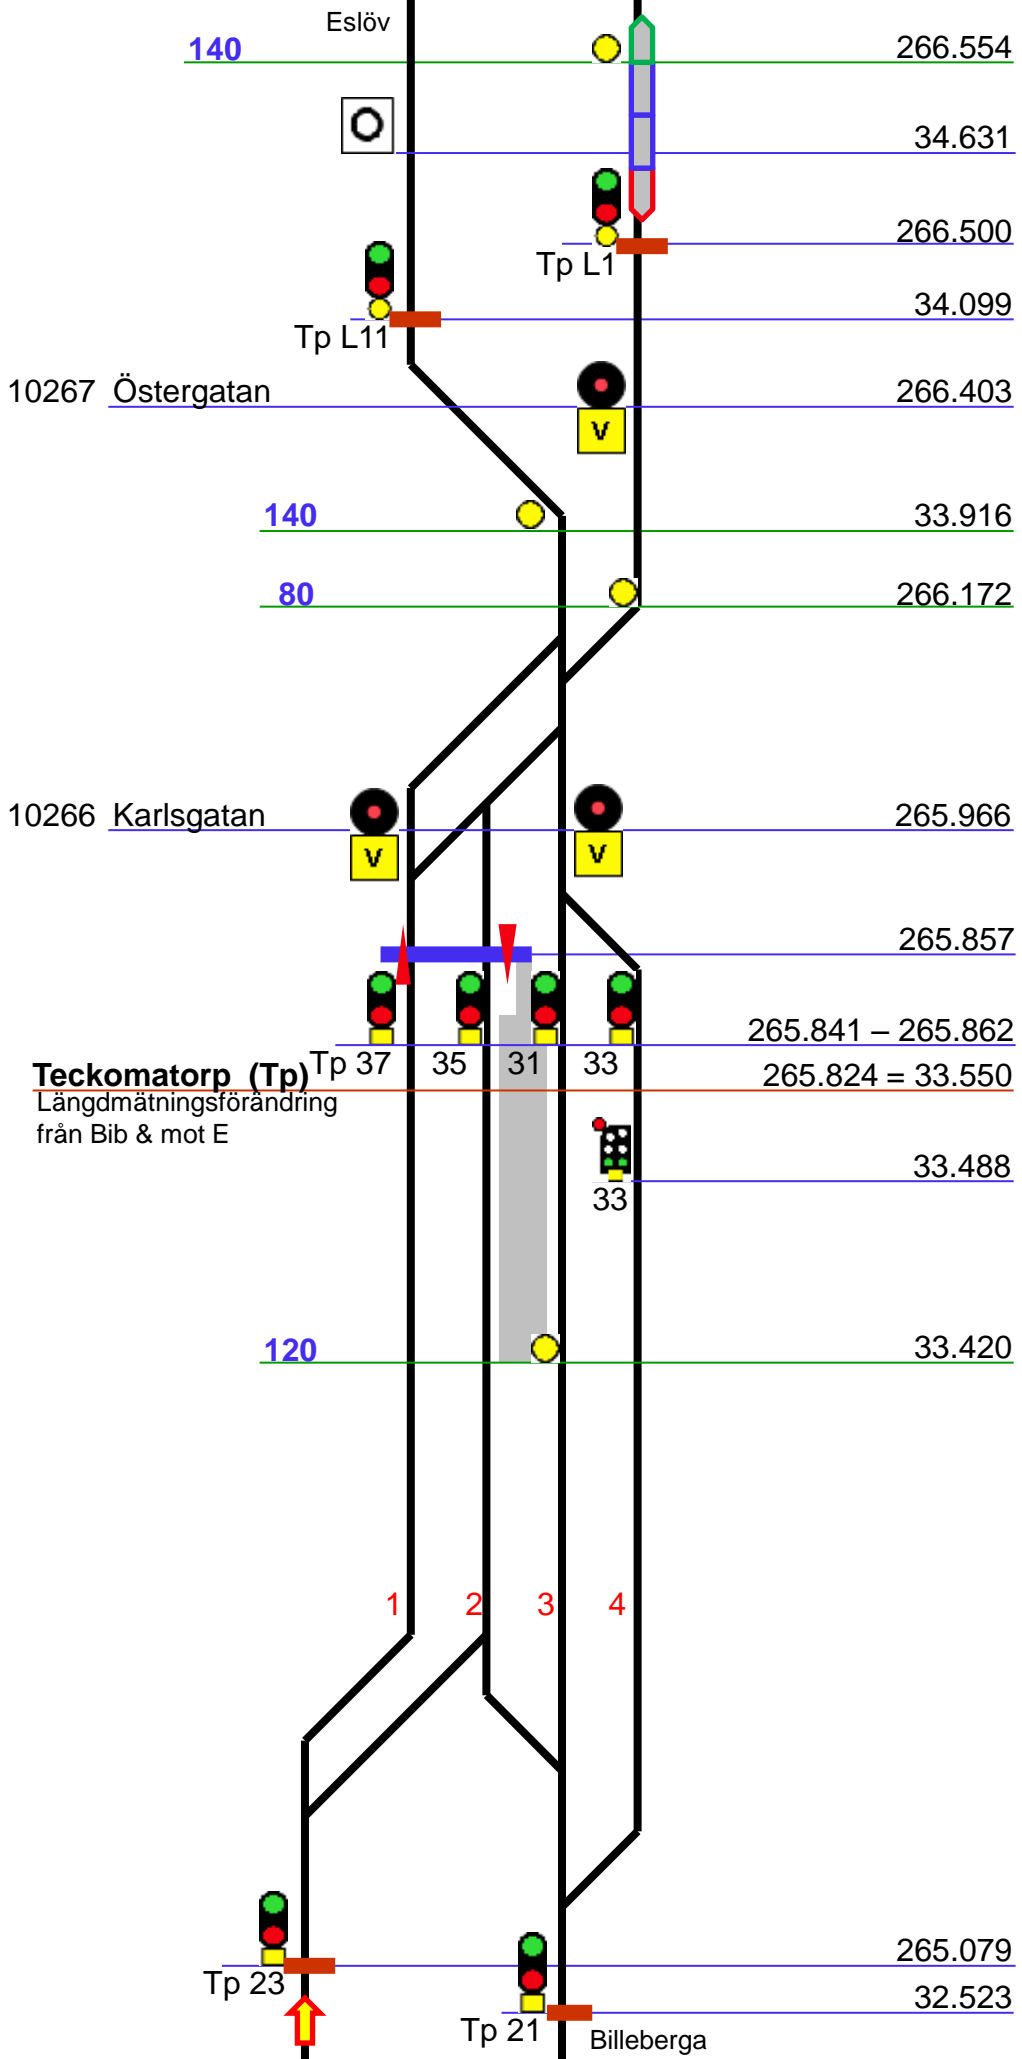 Eslöv
140 266.554
O 34.631
266.500
Tp L1
34.099
Tp L11
10267 Östergatan 266.403
V
140 33.916
80 266.172
10266 Karlsgatan 265.966
V V
265.857
265.841 – 265.862
Tp 37 35 31 33
Teckomatorp (Tp) 265.824 = 33.550
Längdmätningsförändring
från Bib & mot E
33.488
33
120 33.420
1 2 3 4
265.079
Tp 23
32.523
Tp 21 Billeberga